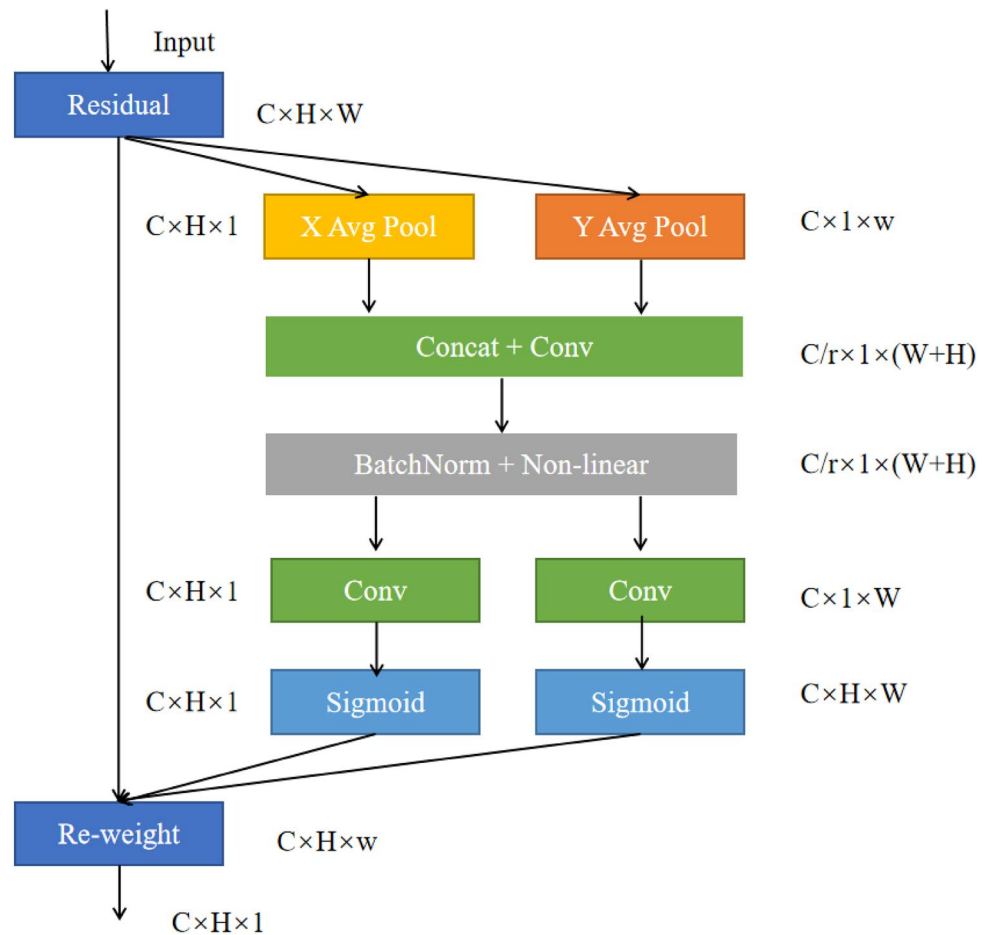 Input
Residual
C×H×W
C×H×1
X Avg Pool
Y Avg Pool
C×1×w
Concat + Conv
C/r×1×(W+H)
BatchNorm + Non-linear
C/r×1×(W+H)
C×H×1
Conv
Conv
C×1×W
C×H×1
Sigmoid
Sigmoid
C×H×W
Re-weight
C×H×w
C×H×1